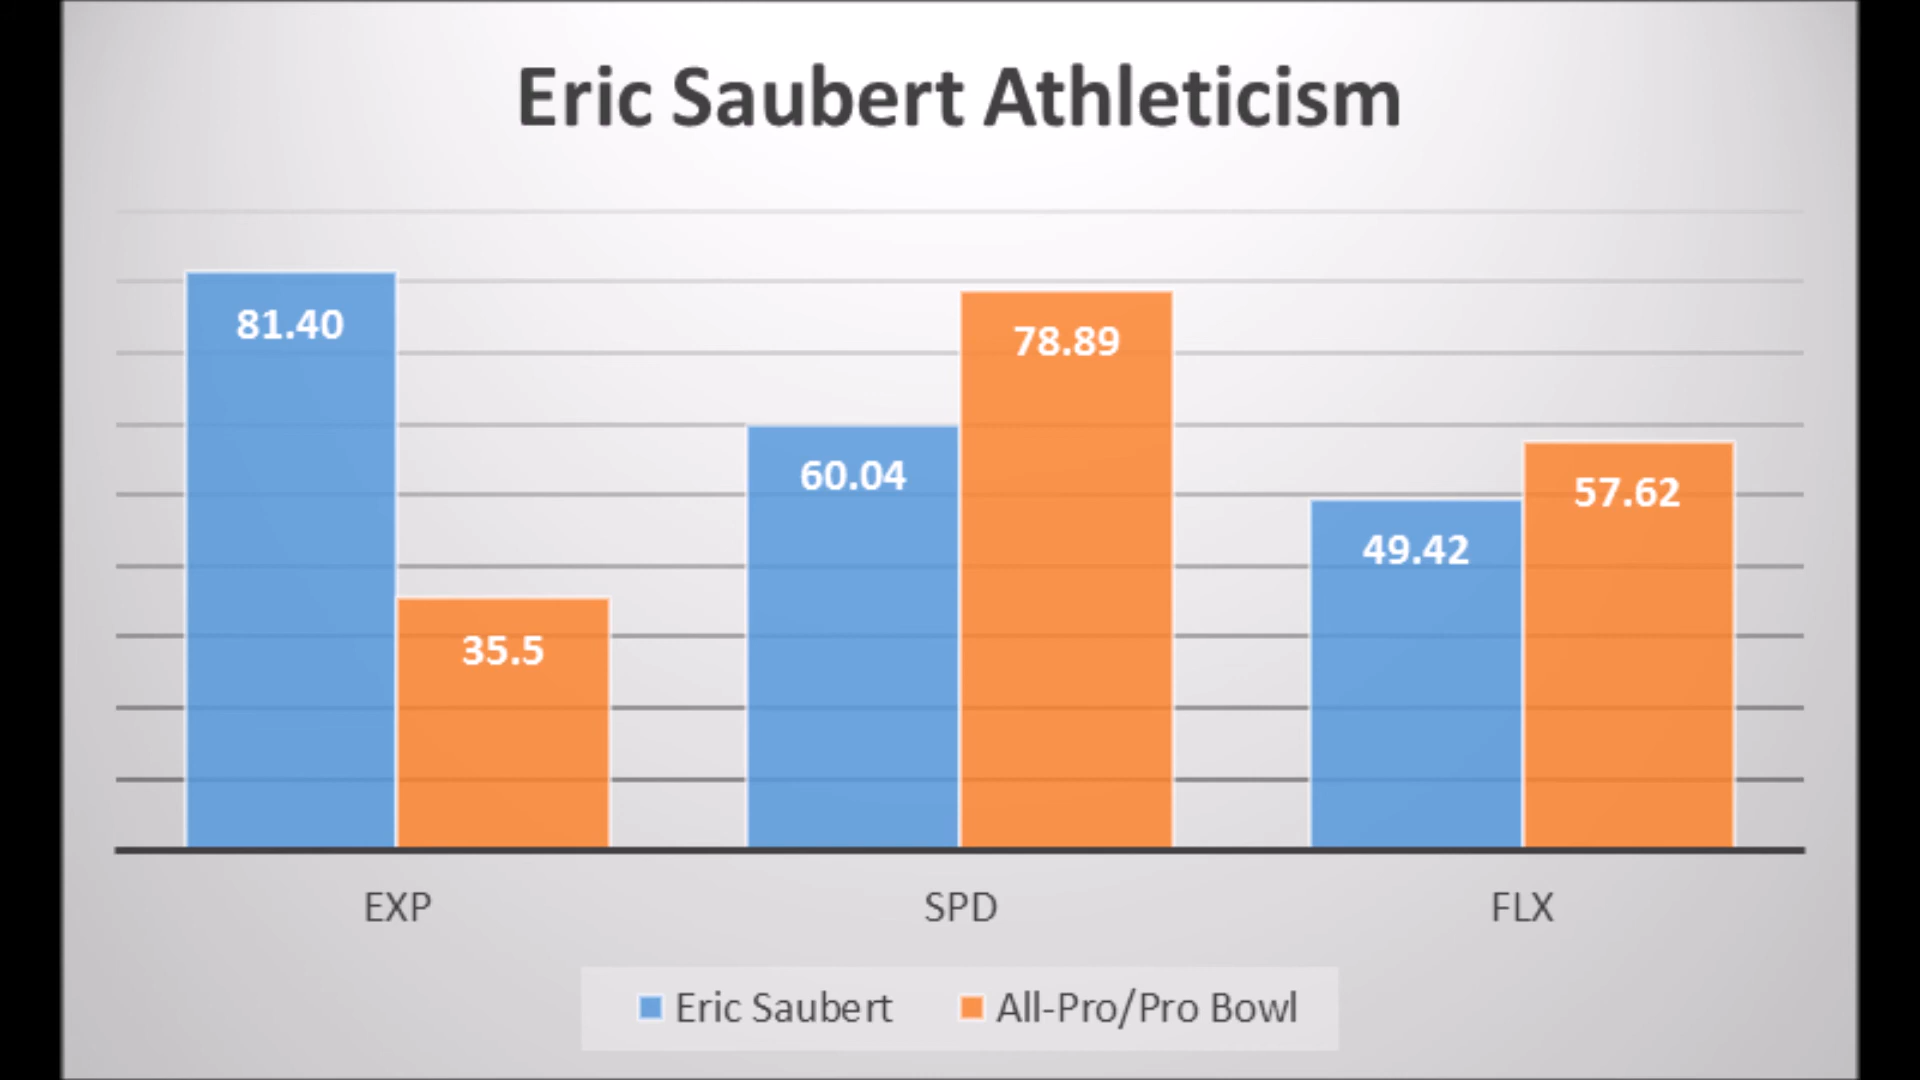 Eric Saubert Athleticism
81.40
35.5
60.04
78.89
49.42
57.62
EXP SPD FLX
Eric Saubert All-Pro/Pro Bowl